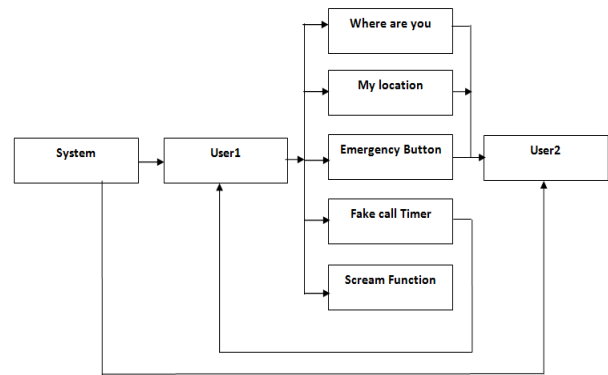 Where are you
My location
System
User1
Emergency Button
User2
Fake call Timer
Scream Function